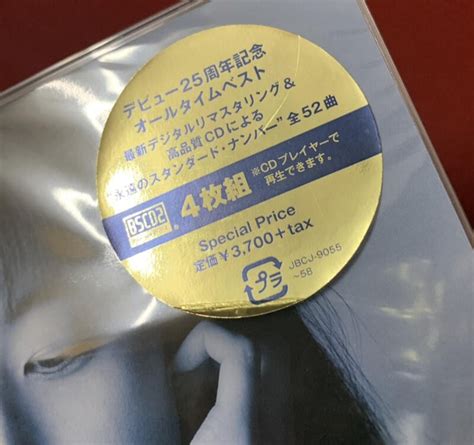 デビュー25周年記念
オールタイムベスト
最新デジタルリマスタリング&
高品質CDによる
"永遠のスタンダード・ナンバー"全52曲
BSCD2
4枚組 ※CDプレイヤーで
再生できます。
Special Price
定価¥3,700+tax
JBCJ-9055
~58
プラ